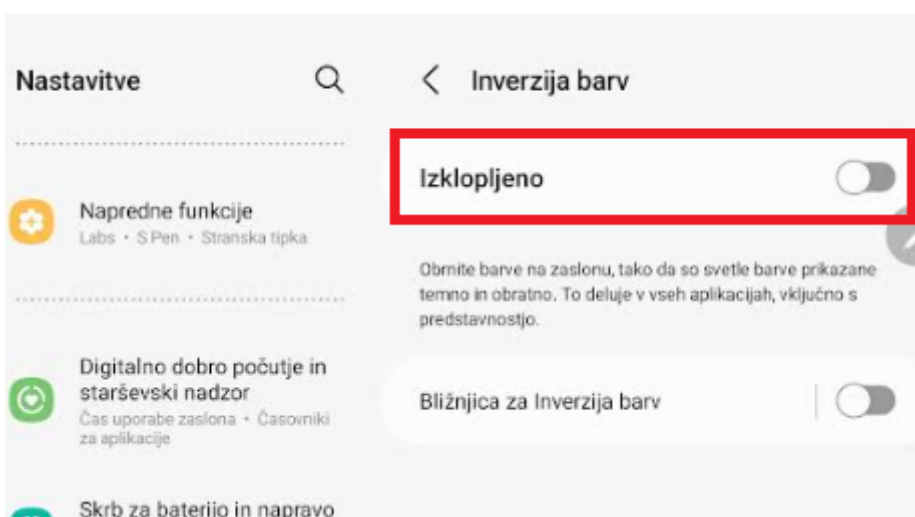 Nastavitve
Napredne funkcije
Labs • S Pen • Stranska tipka
Digitalno dobro počutje in
starševski nadzor
Čas uporabe zaslona • Časovniki
za aplikacije
Skrb za baterijo in napravo
Inverzija barv
Izklopljeno
Obrnite barve na zaslonu, tako da so svetle barve prikazane
temno in obratno. To deluje v vseh aplikacijah, vključno s
predstavnostjo.
Bližnjica za Inverzija barv